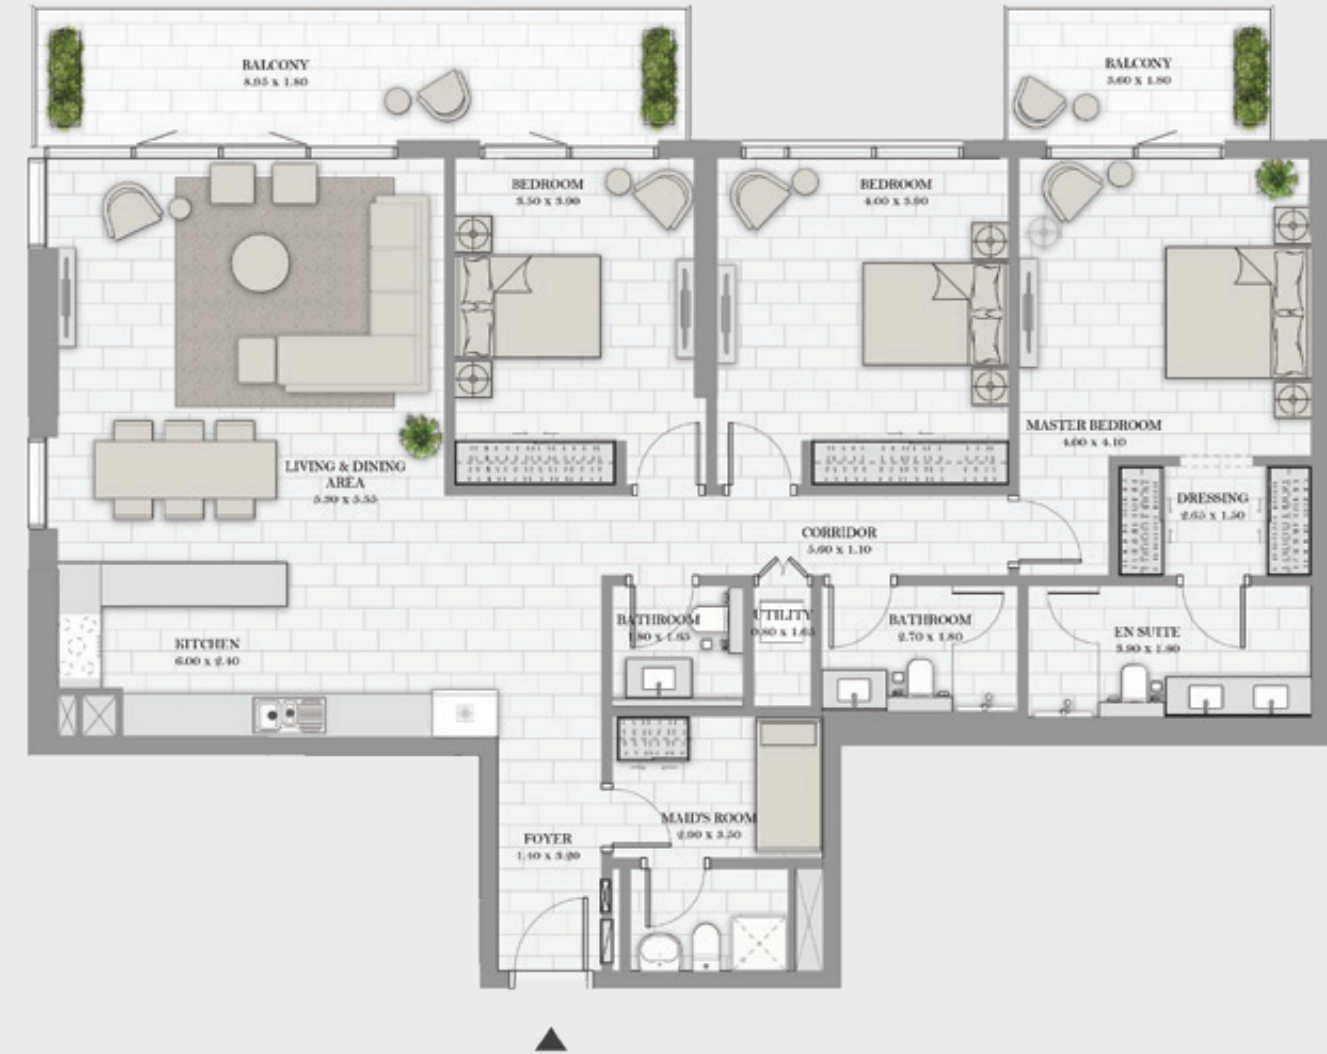 BALCONY
8.95 x 1.80
BALCONY
3.60 x 1.80
BEDROOM
3.50 x 3.90
BEDROOM
4.00 x 3.90
MASTER BEDROOM
4.00 x 4.10
LIVING & DINING
AREA
5.90 x 5.55
DRESSING
2.65 x 1.50
CORRIDOR
5.60 x 1.10
KITCHEN
6.00 x 2.40
BATHROOM
1.80 x 1.65
UTILITY
0.80 x 1.65
BATHROOM
2.70 x 1.80
EN SUITE
3.90 x 1.80
MAID'S ROOM
2.90 x 3.50
FOYER
1.40 x 3.20